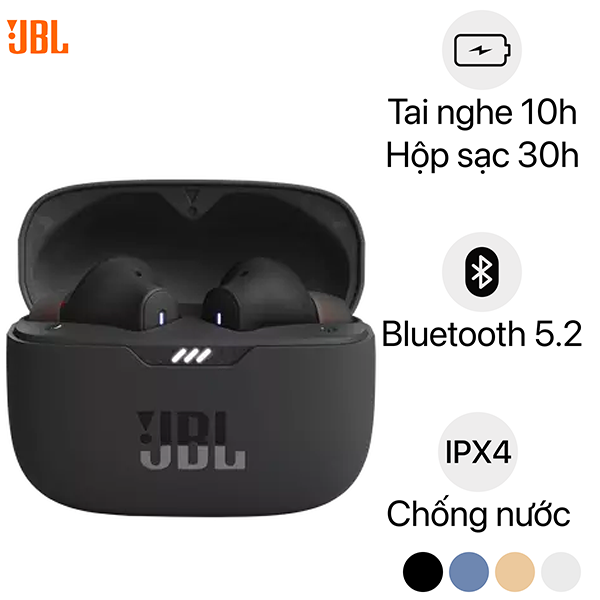 JBL
Tai nghe 10h
Hộp sạc 30h
Bluetooth 5.2
JBL
IPX4
Chống nước